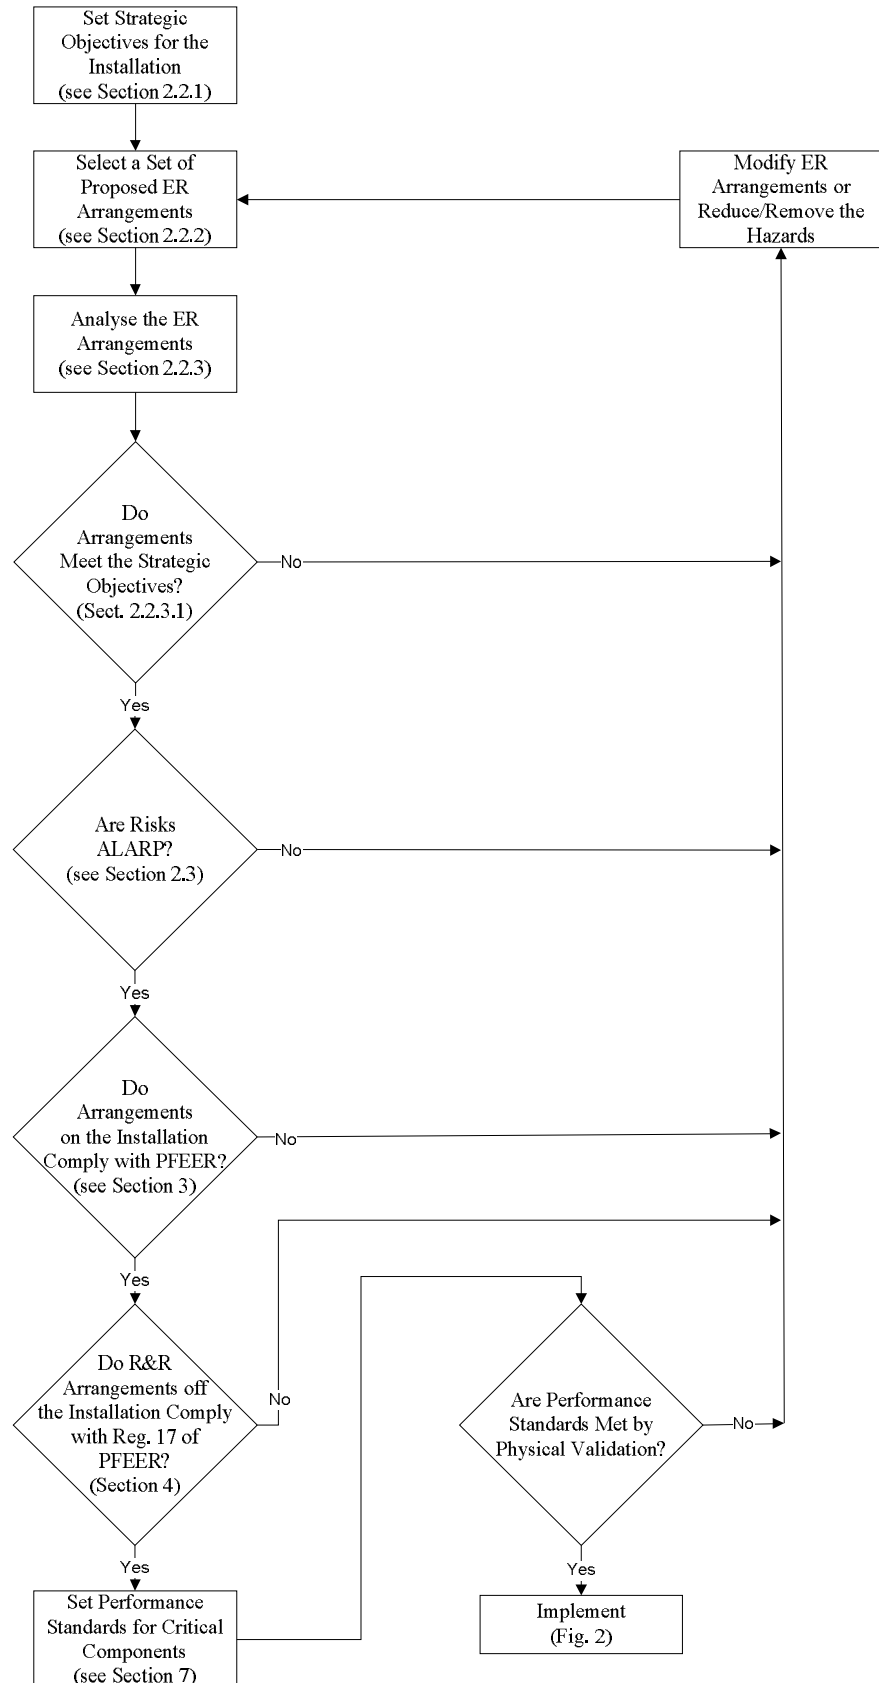 Set Strategic
Objectives for the
Installation
(see Section 2.2.1)
Select a Set of
Proposed ER
Arrangements
(see Section 2.2.2)
Modify ER
Arrangements or
Reduce/Remove the
Hazards
Analyse the ER
Arrangements
(see Section 2.2.3)
Do
Arrangements
Meet the Strategic
Objectives?
(Sect. 2.2.3.1)
No
Yes
Are Risks
ALARP?
(see Section 2.3)
No
Yes
Do
Arrangements
on the Installation
Comply with PFEER?
(see Section 3)
No
Yes
Do R&R
Arrangements off
the Installation Comply
with Reg. 17 of
PFEER?
(Section 4)
No
Yes
Set Performance
Standards for Critical
Components
(see Section 7)
Are Performance
Standards Met by
Physical Validation?
No
Yes
Implement
(Fig. 2)